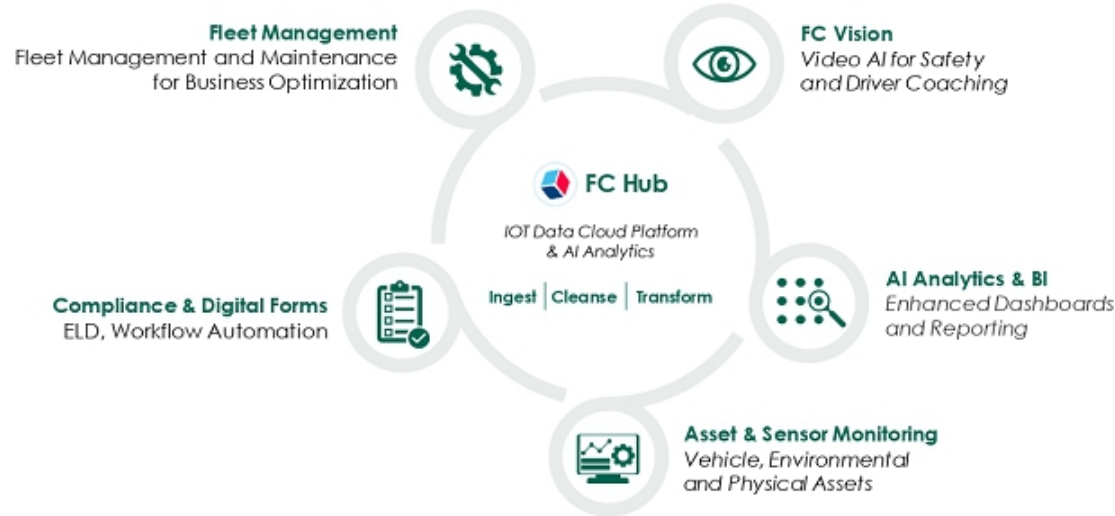 Fleet Management
Fleet Management and Maintenance
for Business Optimization
FC Vision
Video AI for Safety
and Driver Coaching
FC Hub
IOT Data Cloud Platform
& AI Analytics
Ingest | Cleanse | Transform
AI Analytics & BI
Enhanced Dashboards
and Reporting
Compliance & Digital Forms
ELD, Workflow Automation
Asset & Sensor Monitoring
Vehicle, Environmental
and Physical Assets